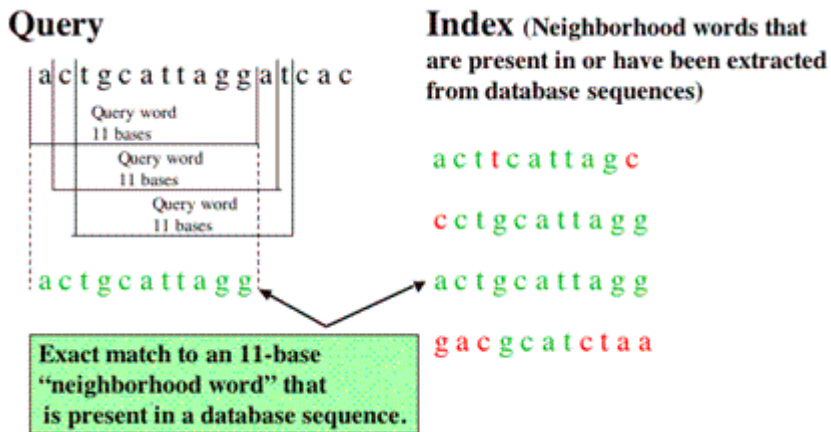 Query
a c t g c a t t a g g a t c a c
Query word
11 bases
Query word
11 bases
Query word
11 bases
a c t g c a t t a g g
Index (Neighborhood words that
are present in or have been extracted
from database sequences)
a c t t c a t t a g c
c c t g c a t t a g g
a c t g c a t t a g g
g a c g c a t c t a a
Exact match to an 11-base
“neighborhood word” that
is present in a database sequence.